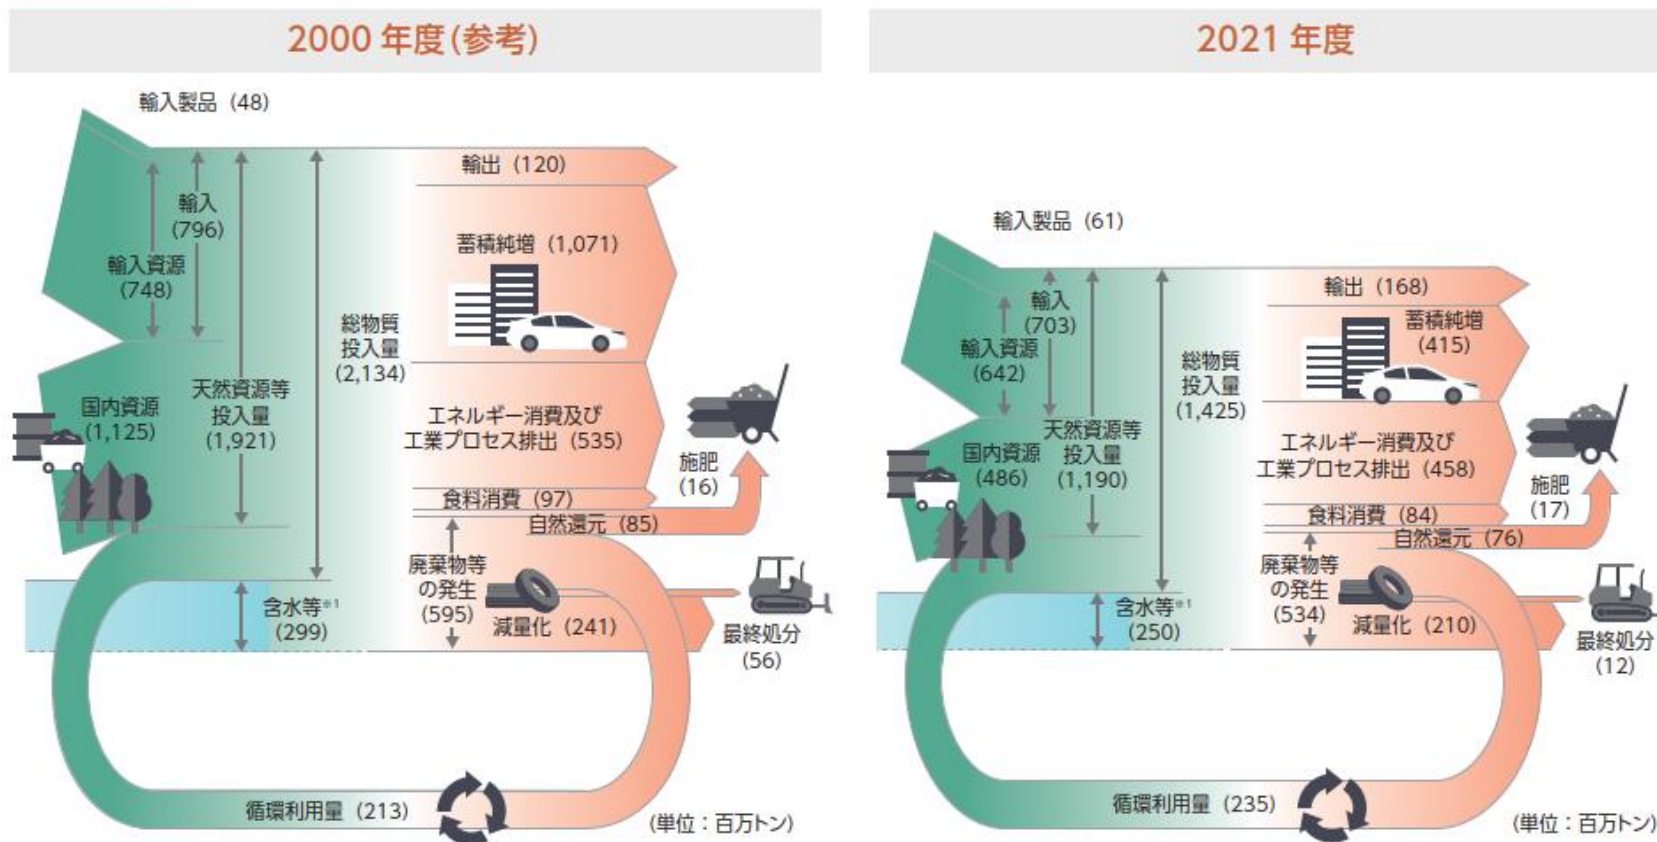 2000 年度(参考)
輸入製品 (48)
輸出 (120)
輸入
(796)
蓄積純増 (1,071)
輸入資源
(748)
総物質
投入量
(2,134)
天然資源等
投入量
(1,921)
国内資源
(1,125)
エネルギー消費及び
工業プロセス排出 (535)
施肥
(16)
食料消費 (97)
自然還元 (85)
廃棄物等
の発生
(595)
含水等※1
(299)
減量化 (241)
最終処分
(56)
循環利用量 (213)
(単位:百万トン)
2021 年度
輸入製品 (61)
輸出 (168)
輸入
(703)
蓄積純増
(415)
輸入資源
(642)
総物質
投入量
(1,425)
天然資源等
投入量
(1,190)
国内資源
(486)
エネルギー消費及び
工業プロセス排出 (458)
施肥
(17)
食料消費 (84)
自然還元 (76)
廃棄物等
の発生
(534)
含水等※1
(250)
減量化 (210)
最終処分
(12)
循環利用量 (235)
(単位:百万トン)